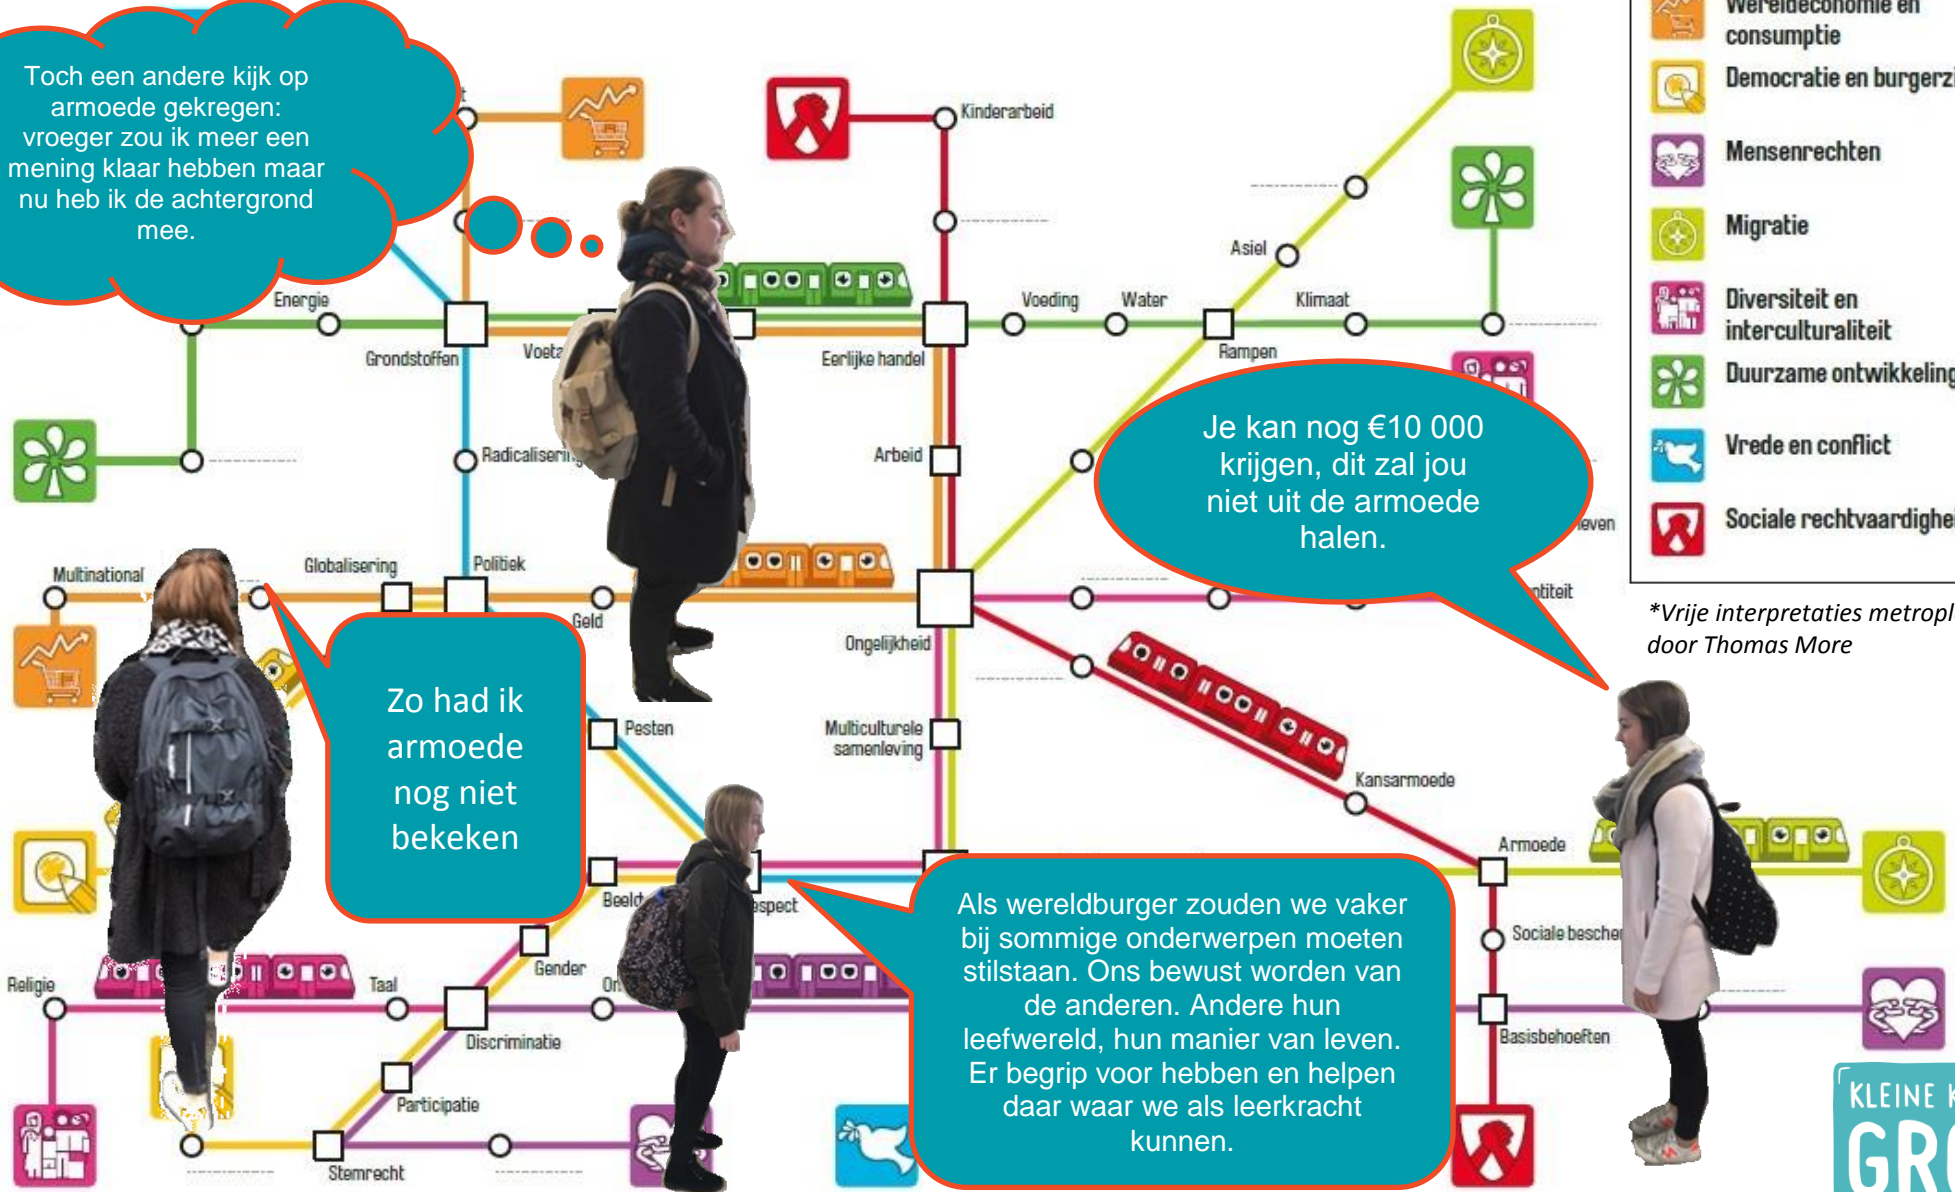 Toch een andere kijk op
armoede gekregen:
vroeger zou ik meer een
mening klaar hebben maar
nu heb ik de achtergrond
mee.
Kinderarbeid
Asiel
Energie
Voeding
Water
Klimaat
Grondstoffen
Eerlijke handel
Rampen
Arbeid
Je kan nog €10 000
krijgen, dit zal jou
niet uit de armoede
halen.
Multinational
Globalisering
Politiek
Geld
Ongelijkheid
Zo had ik
armoede
nog niet
bekeken
Pesten
Multiculturele
samenleving
Kansarmoede
Armoede
Als wereldburger zouden we vaker
bij sommige onderwerpen moeten
stilstaan. Ons bewust worden van
de anderen. Andere hun
leefwereld, hun manier van leven.
Er begrip voor hebben en helpen
daar waar we als leerkracht
kunnen.
Sociale
Basisbehoeften
Religie
Taal
Gender
Discriminatie
Participatie
Stemrecht
Wereldeconomie en
consumptie
Democratie en
Mensenrechten
Migratie
Diversiteit en
interculturaliteit
Duurzame ontwikkeling
Vrede en conflict
Sociale
*Vrije interpretaties
door Thomas More
KLEINE